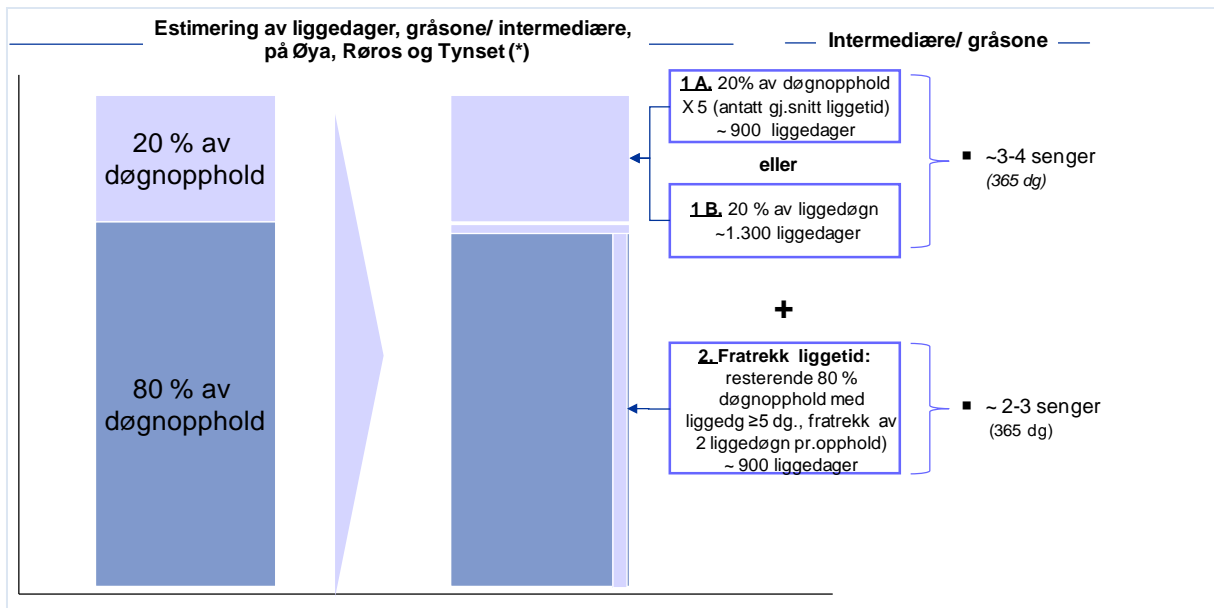 Estimering av liggedager, gråsone/ intermediære,
på Øya, Røros og Tynset (*)
Intermediære/ gråsone
20 % av
døgnopphold
80 % av
døgnopphold
1 A. 20% av døgnopphold
X 5 (antatt gj.snitt liggetid)
~ 900 liggedager
eller
1 B. 20 % av liggedøgn
~1.300 liggedager
▪ ~3-4 senger
(365 dg)
+
2. Fratrekk liggetid:
resterende 80 %
døgnopphold med
liggedg ≥5 dg., fratrekk av
2 liggedøgn pr.opphold)
~ 900 liggedager
▪ ~ 2-3 senger
(365 dg)